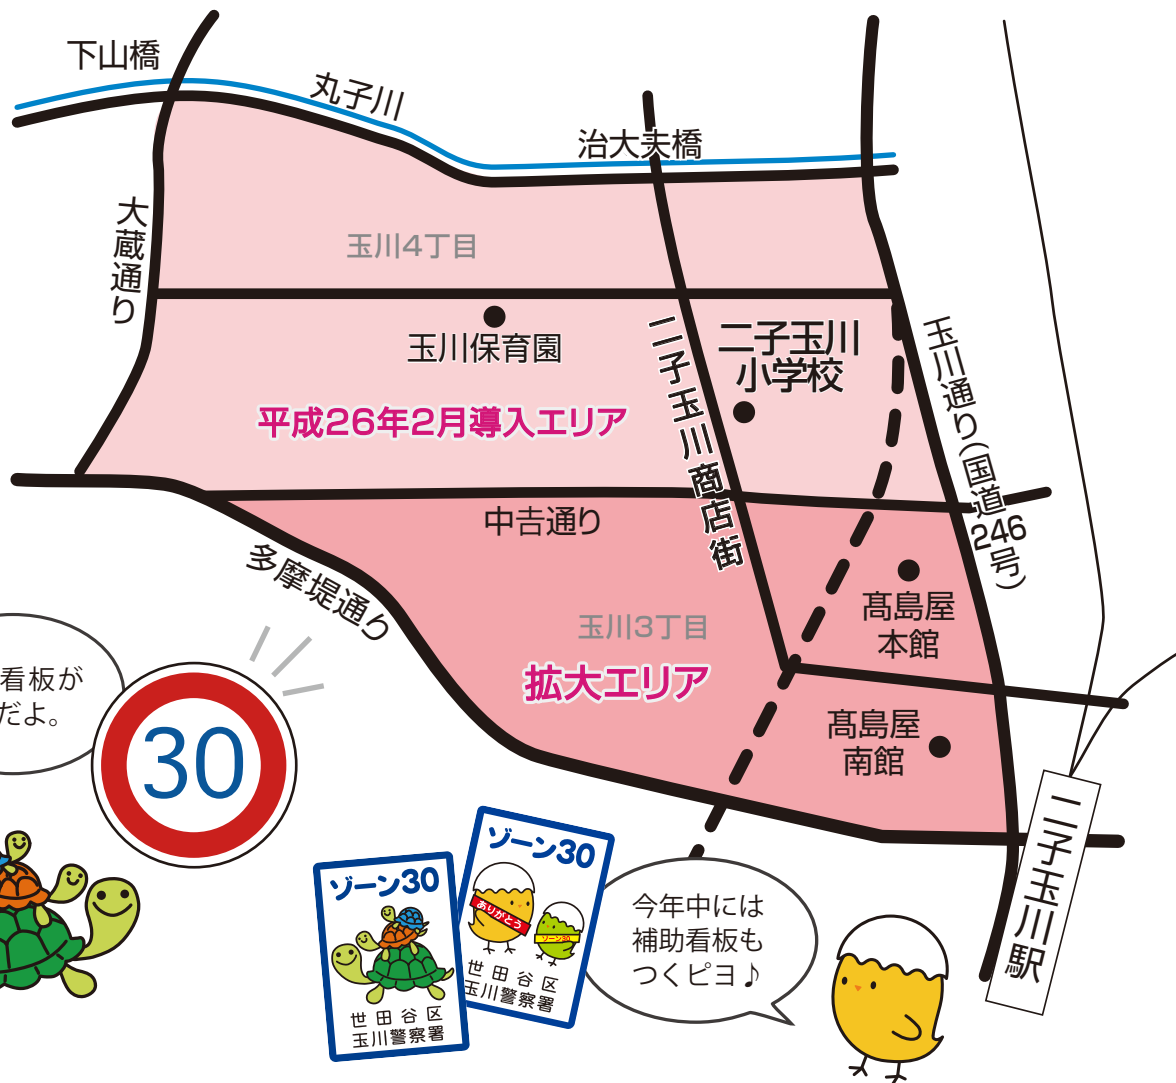 下山橋
丸子川
治大夫橋
大蔵通り
玉川4丁目
玉川保育園
二子玉川
小学校
平成26年2月導入エリア
二子玉川商店街
玉川通り(国道246号)
中吉通り
多摩堤通り
玉川3丁目
拡大エリア
髙島屋
本館
髙島屋
南館
二子玉川駅
看板が
だよ。
30
ゾーン30
世田谷区
玉川警察署
ゾーン30
ありがとう
ゾーン30
世田谷区
玉川警察署
今年中には
補助看板も
つくピヨ♪